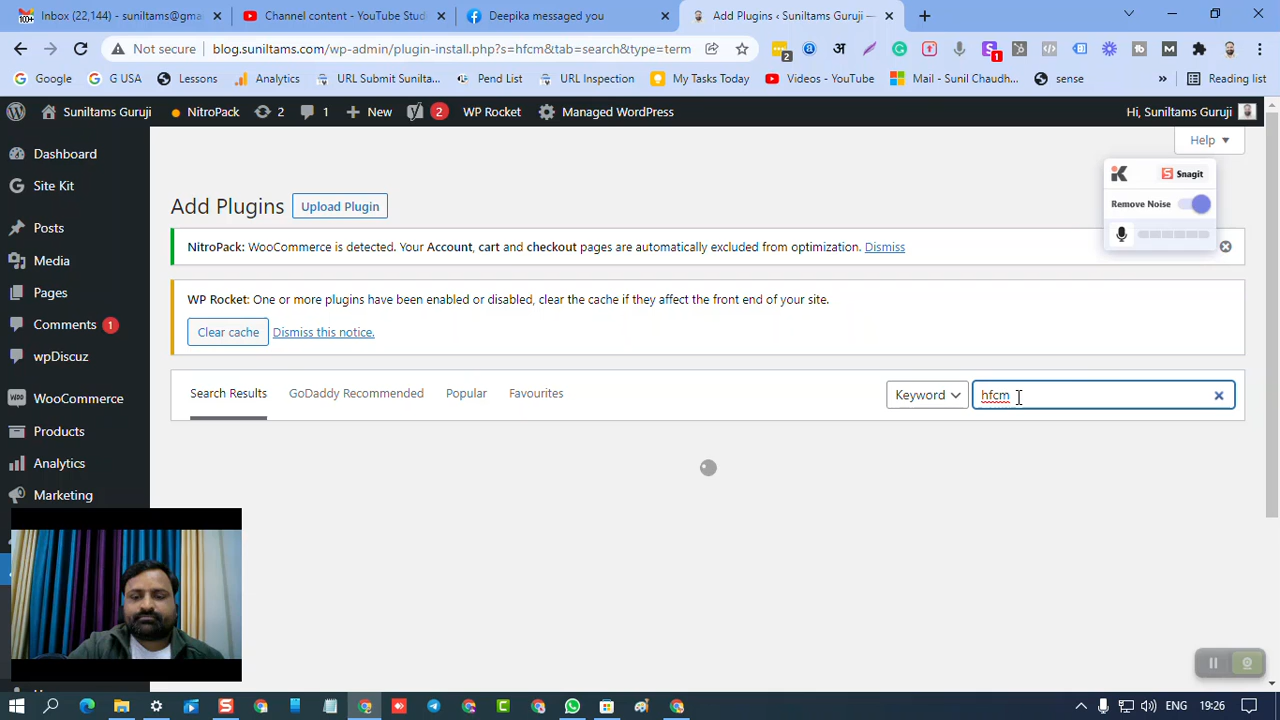 Inbox (22,144) - suniltams@gma
Channel content - YouTube Studi
Deepika messaged you
Add Plugins ‹ Suniltams Guruji —
Not secure
blog.suniltams.com/wp-admin/plugin-install.php?s=hfcm&tab=search&type=term
Google
G USA
Lessons
Analytics
URL Submit Sunilta...
Pend List
URL Inspection
My Tasks Today
Videos - YouTube
Mail - Sunil Chaudh...
sense
Reading list
Suniltams Guruji
NitroPack
2
1
New
2
WP Rocket
Managed WordPress
Hi, Suniltams Guruji
Dashboard
Site Kit
Posts
Media
Pages
Comments 1
wpDiscuz
WooCommerce
Products
Analytics
Marketing
Help
Snagit
Remove Noise
Add Plugins
Upload Plugin
NitroPack: WooCommerce is detected. Your Account, cart and checkout pages are automatically excluded from optimization. Dismiss
WP Rocket: One or more plugins have been enabled or disabled, clear the cache if they affect the front end of your site.
Clear cache
Dismiss this notice.
Search Results
GoDaddy Recommended
Popular
Favourites
Keyword
hfcm
ENG
19:26